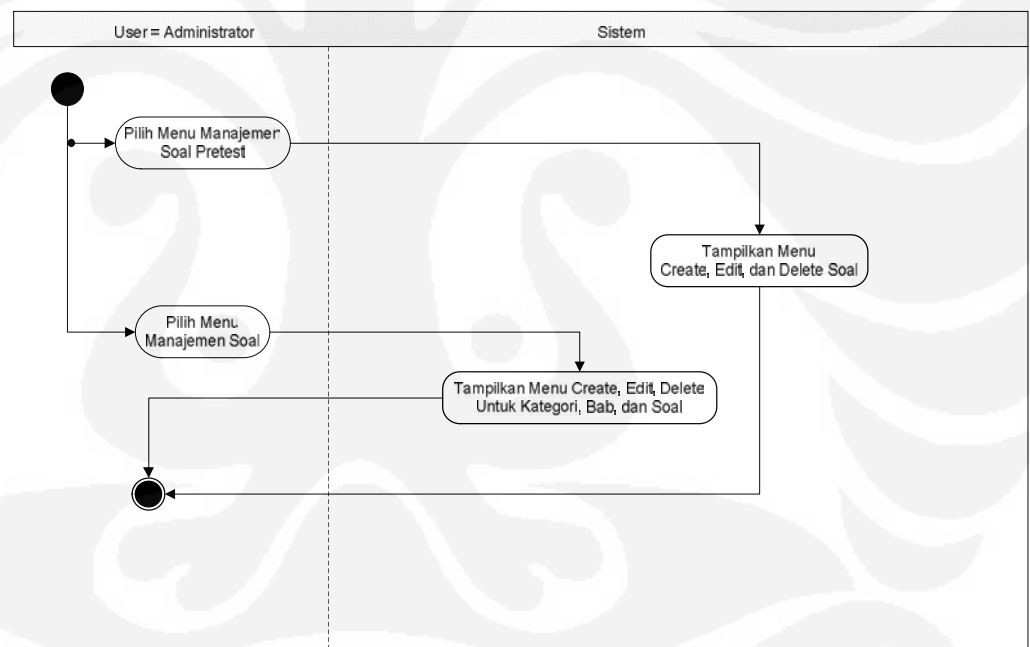 User = Administrator
Sistem
Pilih Menu Manajemen
Soal Pretest
Tampilkan Menu
Create, Edit, dan Delete Soal
Pilih Menu
Manajemen Soal
Tampilkan Menu Create, Edit, Delete
Untuk Kategori, Bab, dan Soal